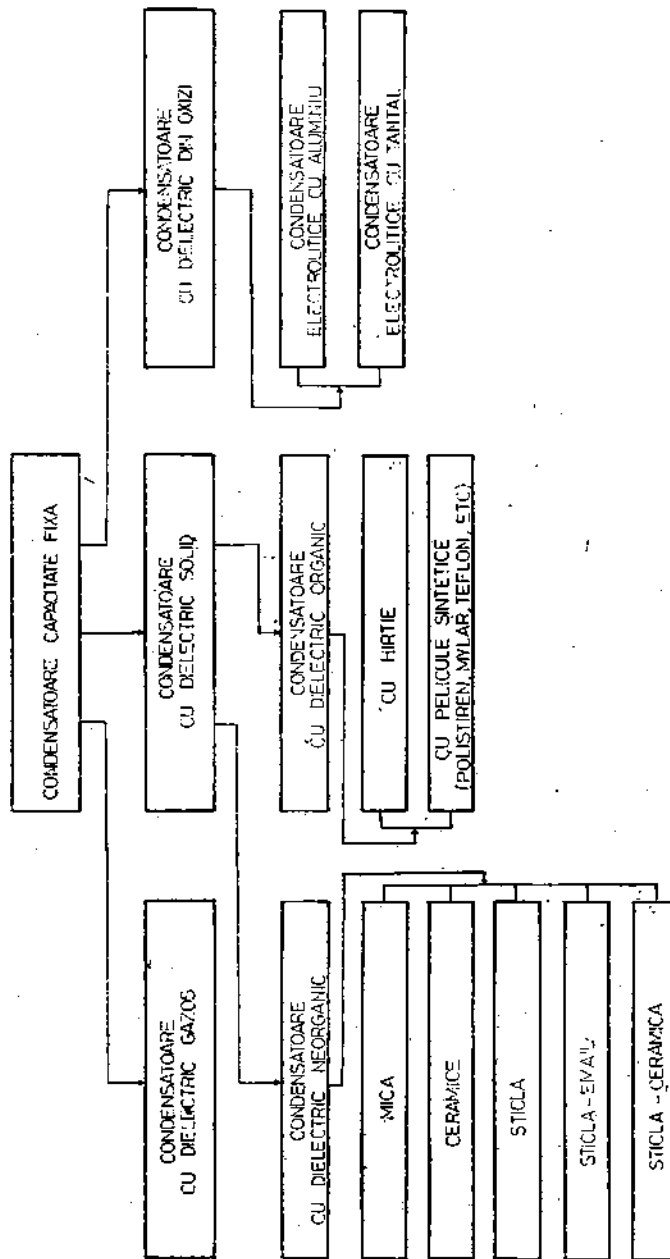 CONDENSATOARE CAPACITATE FIXA
CONDENSATOARE
CU DIELECTRIC GAZOS
CONDENSATOARE
CU DIELECTRIC SOLID
CONDENSATOARE
CU DIELECTRIC DIN OXIZI
CONDENSATOARE
CU DIELECTRIC NEORGANIC
CONDENSATOARE
CU DIELECTRIC ORGANIC
CONDENSATOARE
ELECTROLITICE CU ALUMINIU
CONDENSATOARE
ELECTROLITICE CU TANTAL
MICA
CERAMICE
STICLA
STICLA-EMAIL
STICLA-CERAMICA
CU HIRTIE
CU PELICULE SINTETICE
(POLISTIREN, MYLAR, TEFLON, ETC)